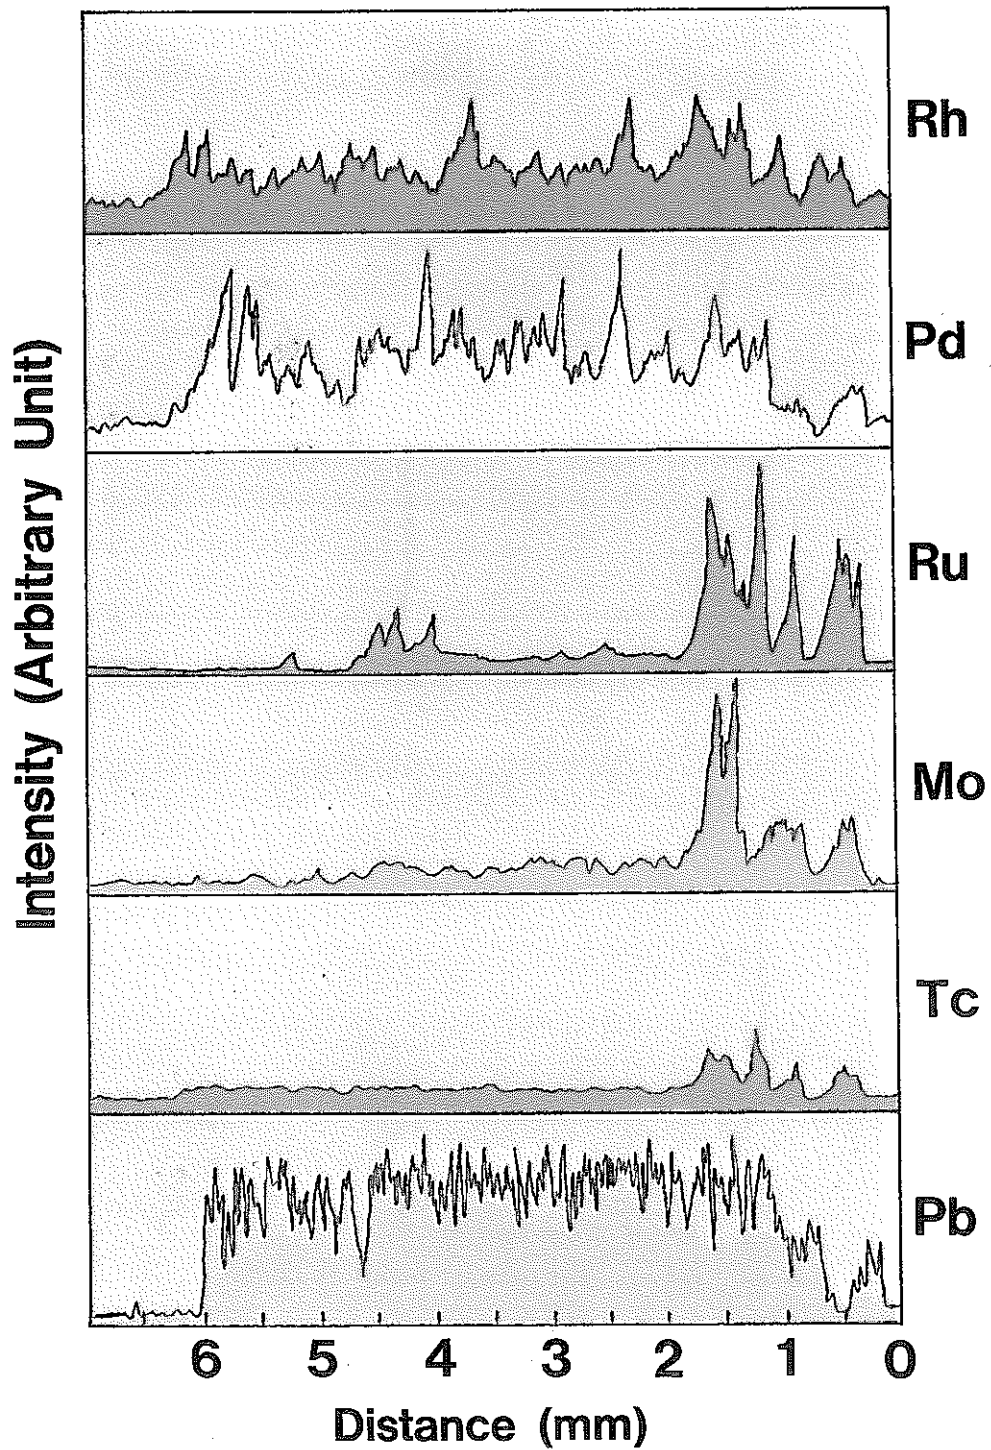 Rh
Pd
Ru
Mo
Tc
Pb
Intensity (Arbitrary Unit)
6 5 4 3 2 1 0
Distance (mm)